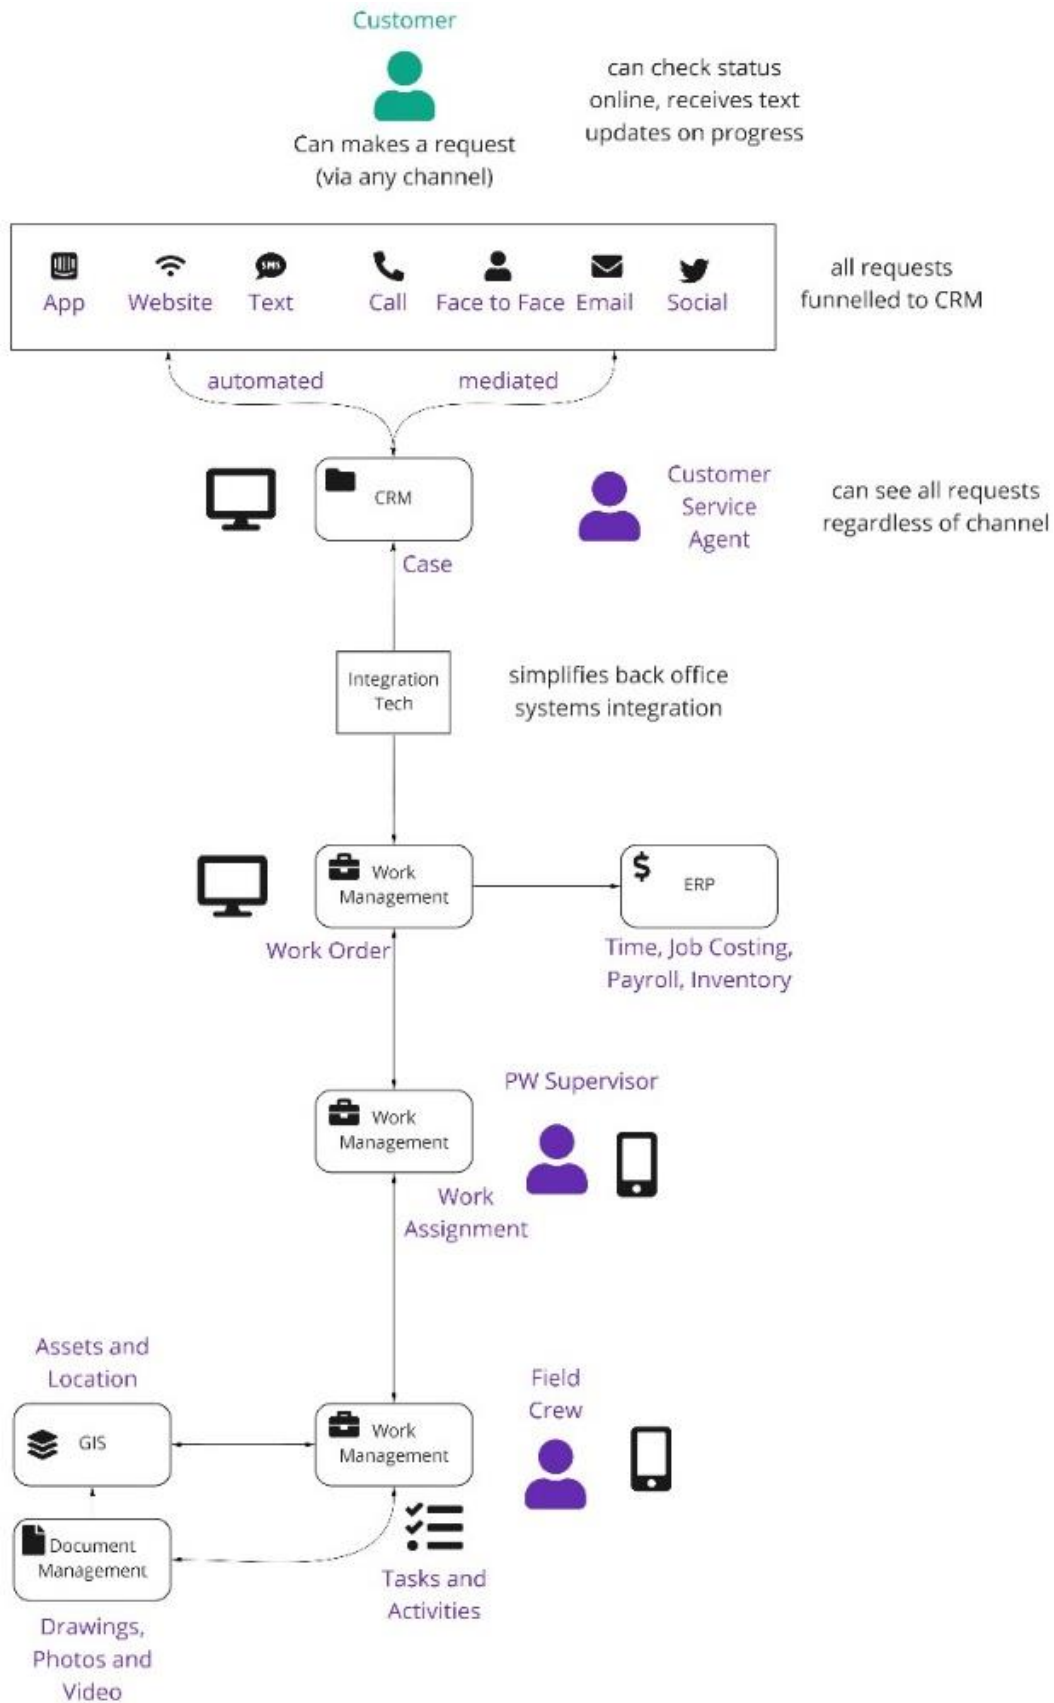 Customer
can check status
online, receives text
updates on progress
Can makes a request
(via any channel)
SMS
App Website Text Call Face to Face Email Social
all requests
funnelled to CRM
automated mediated
CRM
Customer
Service
Agent
can see all requests
regardless of channel
Case
Integration
Tech
simplifies back office
systems integration
Work
Management
$
ERP
Work Order
Time, Job Costing,
Payroll, Inventory
PW Supervisor
Work
Management
Work
Assignment
Assets and
Location
Field
Crew
GIS
Work
Management
Document
Management
Tasks and
Activities
Drawings,
Photos and
Video